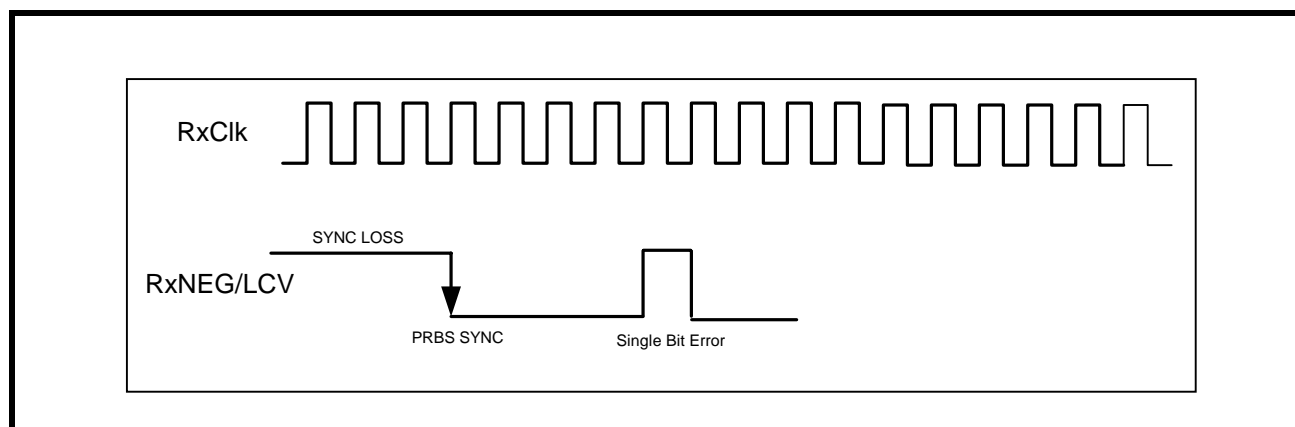 RxClk
SYNC LOSS
RxNEG/LCV
PRBS SYNC
Single Bit Error